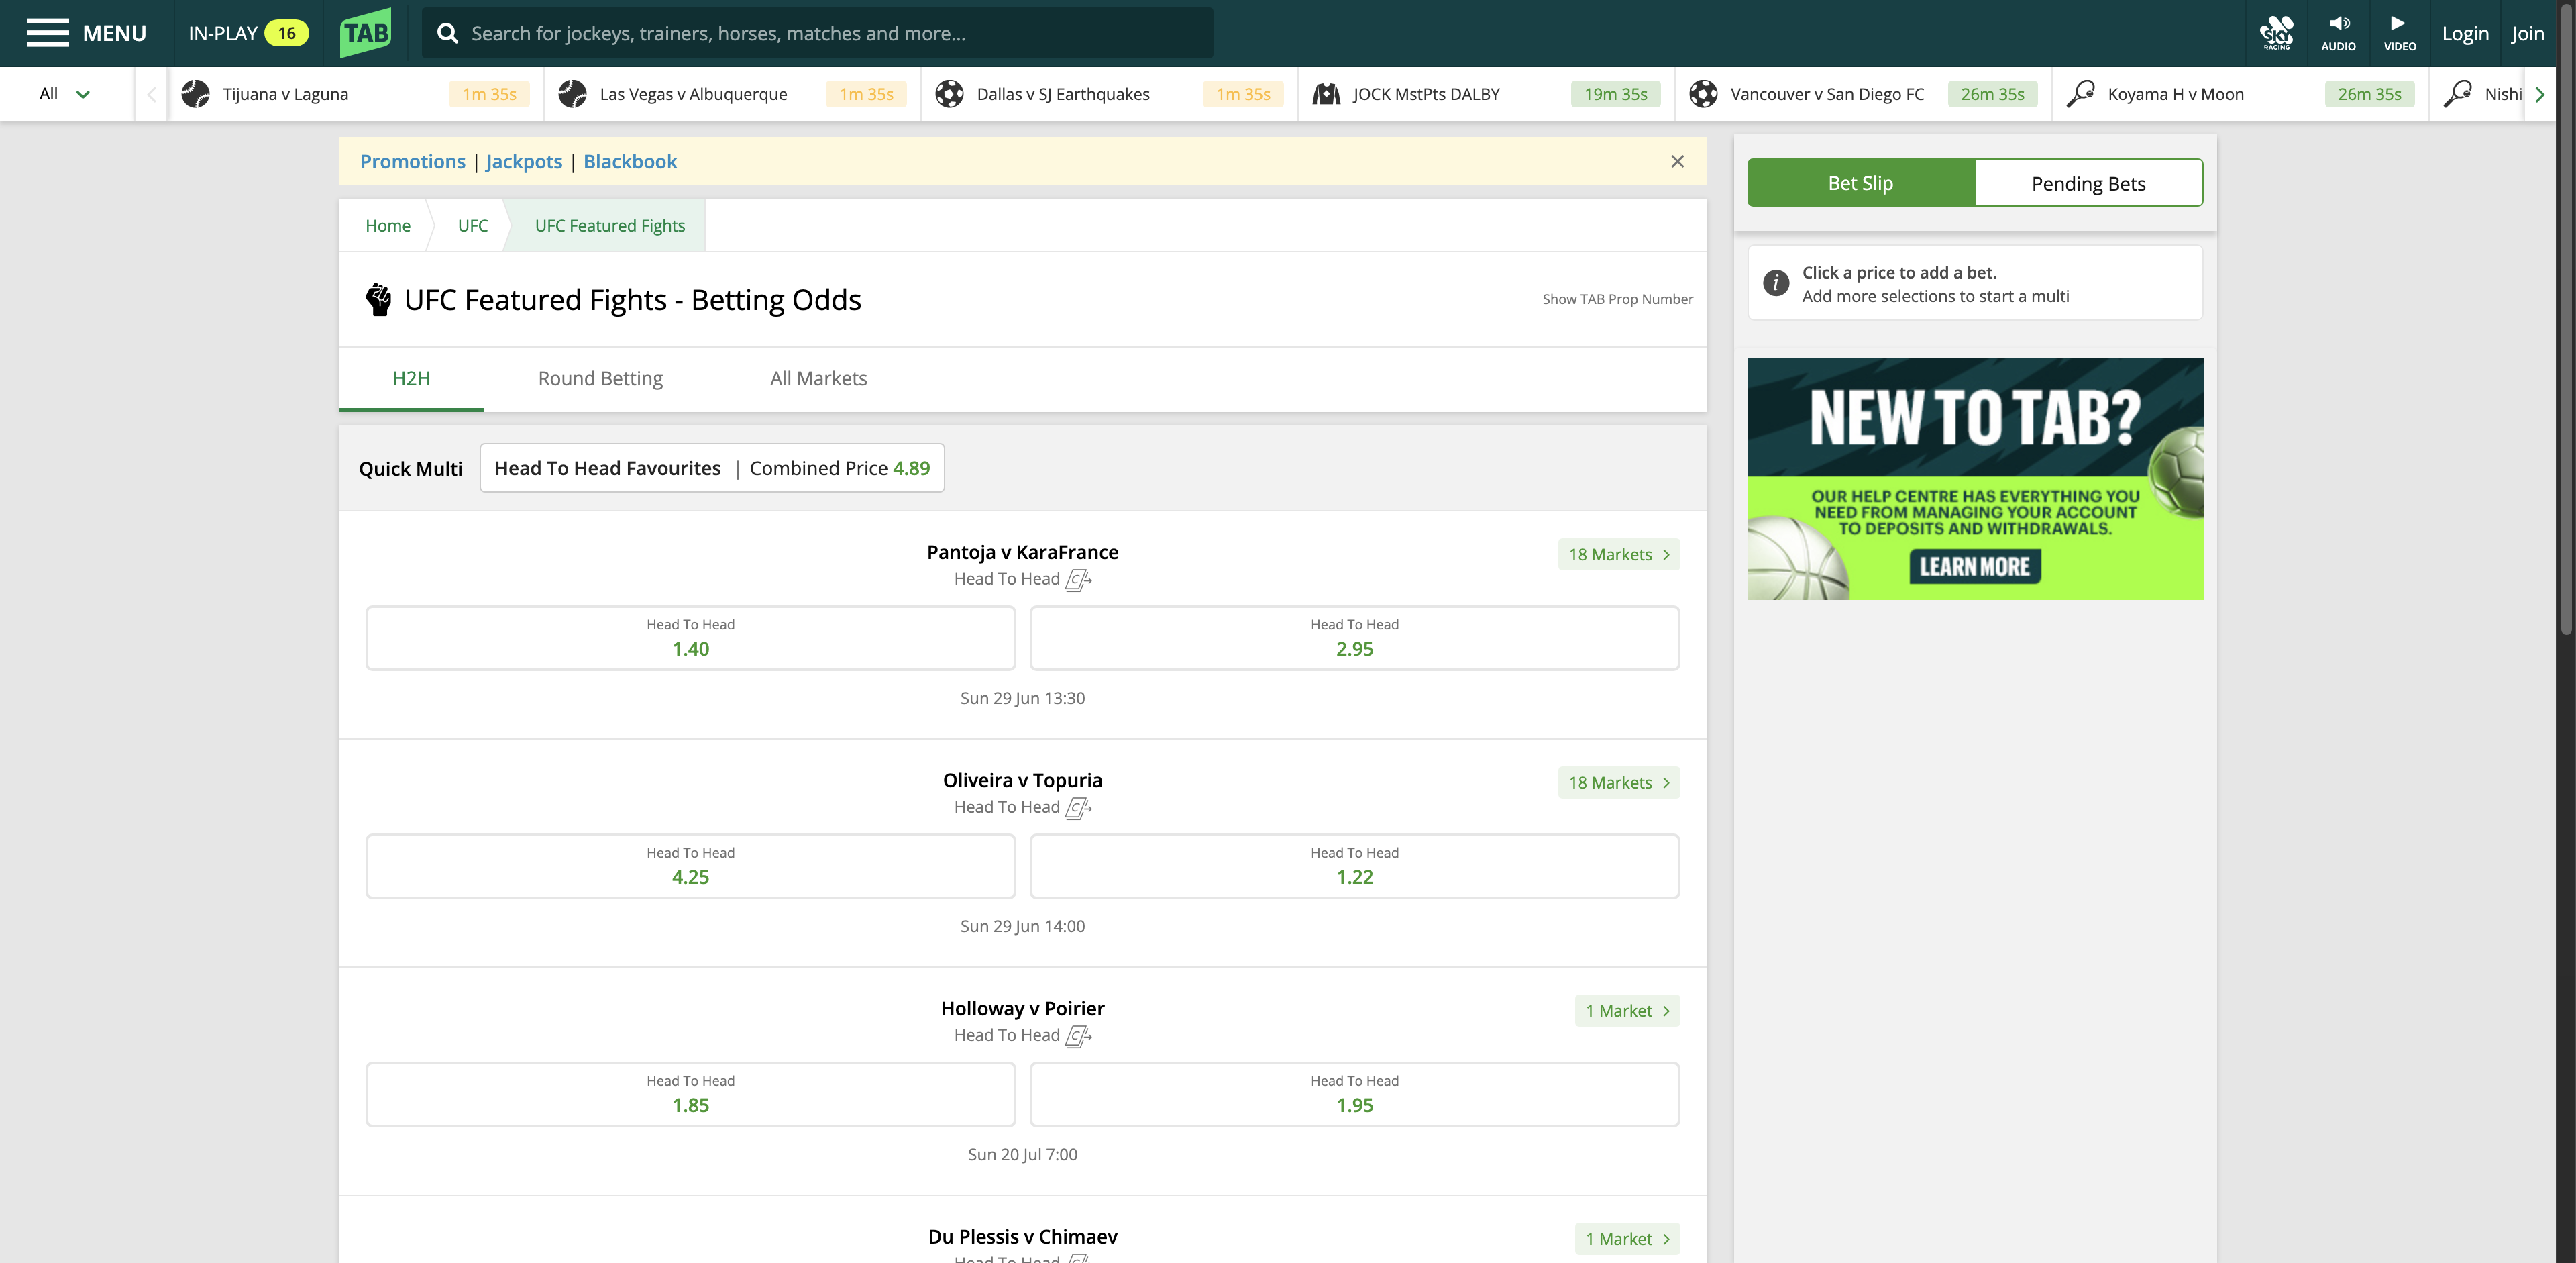 MENU
IN-PLAY 16
TAB
Search for jockeys, trainers, horses, matches and more...
SKY RACING
AUDIO
VIDEO
Login
Join
All
Tijuana v Laguna 1m 35s
Las Vegas v Albuquerque 1m 35s
Dallas v SJ Earthquakes 1m 35s
JOCK MstPts DALBY 19m 35s
Vancouver v San Diego FC 26m 35s
Koyama H v Moon 26m 35s
Nishi
Promotions | Jackpots | Blackbook
Home
UFC
UFC Featured Fights
UFC Featured Fights - Betting Odds
Show TAB Prop Number
H2H
Round Betting
All Markets
Quick Multi
Head To Head Favourites | Combined Price 4.89
Pantoja v KaraFrance
18 Markets
Head To Head
Head To Head
1.40
Head To Head
2.95
Sun 29 Jun 13:30
Oliveira v Topuria
18 Markets
Head To Head
Head To Head
4.25
Head To Head
1.22
Sun 29 Jun 14:00
Holloway v Poirier
1 Market
Head To Head
Head To Head
1.85
Head To Head
1.95
Sun 20 Jul 7:00
Du Plessis v Chimaev
1 Market
Head To Head
Bet Slip
Pending Bets
Click a price to add a bet.
Add more selections to start a multi
NEW TO TAB?
OUR HELP CENTRE HAS EVERYTHING YOU
NEED FROM MANAGING YOUR ACCOUNT
TO DEPOSITS AND WITHDRAWALS.
LEARN MORE